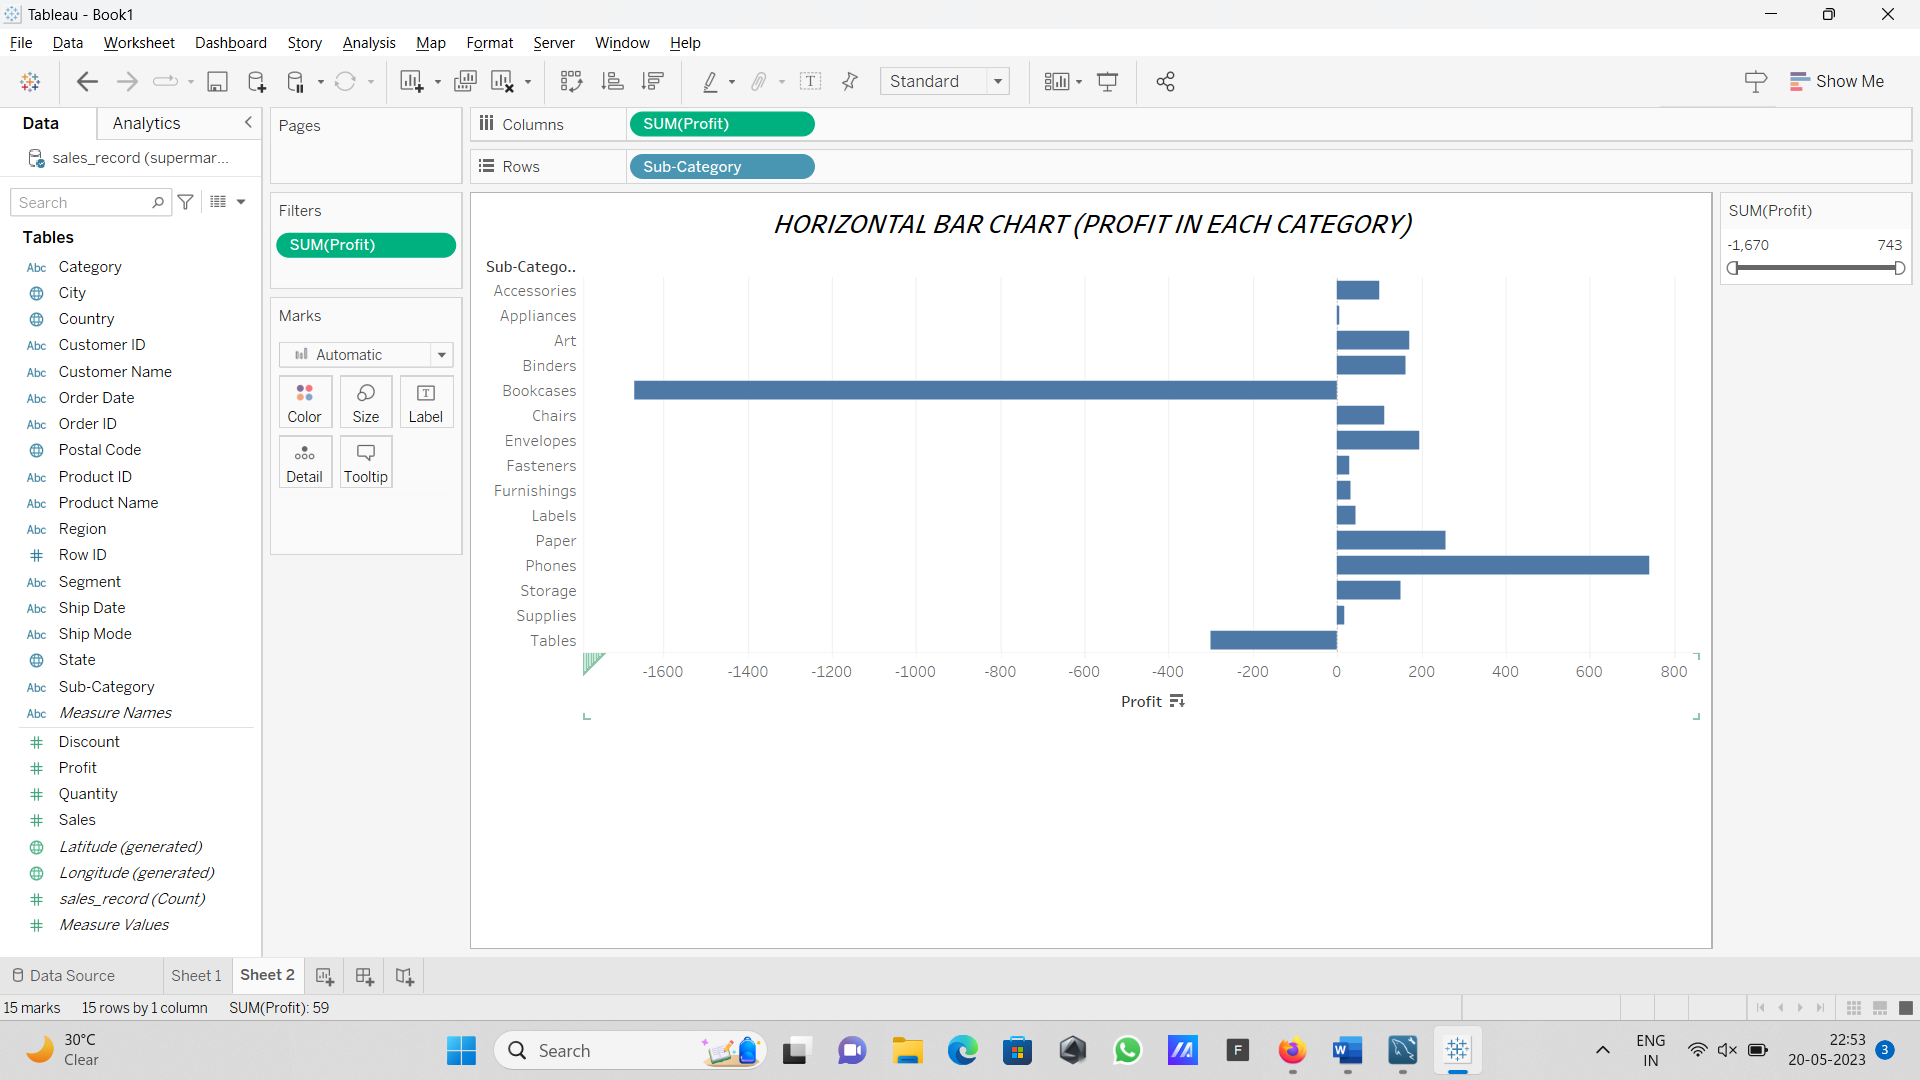 Tableau - Book1
File Data Worksheet Dashboard Story Analysis Map Format Server Window Help
Standard
Show Me
Data Analytics
sales_record (supermar...
Search
Tables
Abc Category
City
Country
Abc Customer ID
Abc Customer Name
Abc Order Date
Abc Order ID
Postal Code
Abc Product ID
Abc Product Name
Abc Region
Row ID
Abc Segment
Abc Ship Date
Abc Ship Mode
State
Abc Sub-Category
Abc Measure Names
Discount
Profit
Quantity
Sales
Latitude (generated)
Longitude (generated)
sales_record (Count)
Measure Values
Pages
Filters
SUM(Profit)
Marks
Automatic
Color Size Label
Detail Tooltip
Columns SUM(Profit)
Rows Sub-Category
HORIZONTAL BAR CHART (PROFIT IN EACH CATEGORY)
Sub-Catego..
Accessories
Appliances
Art
Binders
Bookcases
Chairs
Envelopes
Fasteners
Furnishings
Labels
Paper
Phones
Storage
Supplies
Tables
-1600 -1400 -1200 -1000 -800 -600 -400 -200 0 200 400 600 800
Profit
SUM(Profit)
-1,670 743
Data Source Sheet 1 Sheet 2
15 marks 15 rows by 1 column SUM(Profit): 59
30°C
Clear
Search
F
ENG
IN
22:53
20-05-2023
3